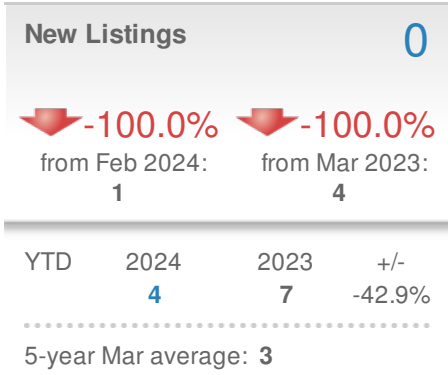 New Listings 0
-100.0% -100.0%
from Feb 2024: from Mar 2023:
1 4
YTD 2024 2023 +/-
4 7 -42.9%
5-year Mar average: 3